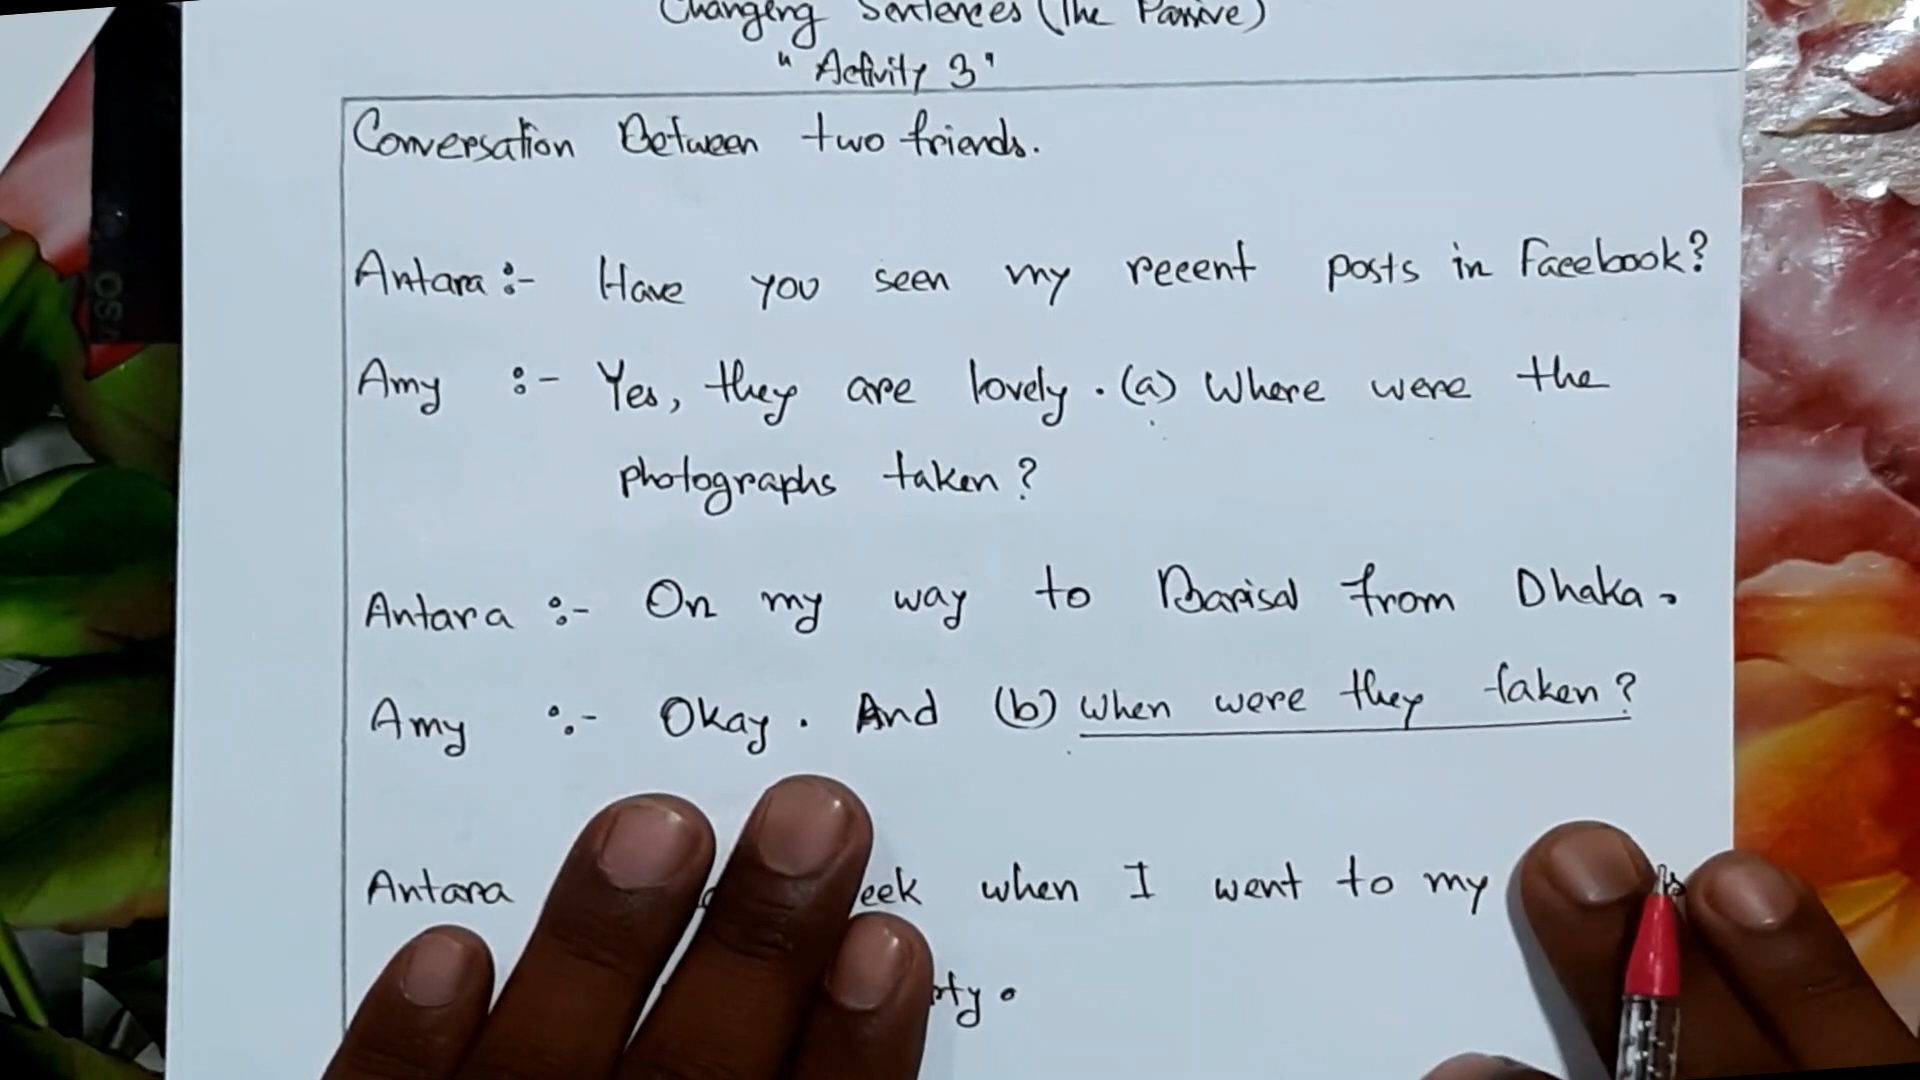 Changing Sentences (The Passive)
"Activity 3"
Conversation Between two friends.
Antara :- Have you seen my recent posts in Facebook?
Amy :- Yes, they are lovely. (a) Where were the
photographs taken?
Antara :- On my way to Barisal from Dhaka.
Amy :- Okay. And (b) when were they taken?
Antara eek when I went to my
rty.